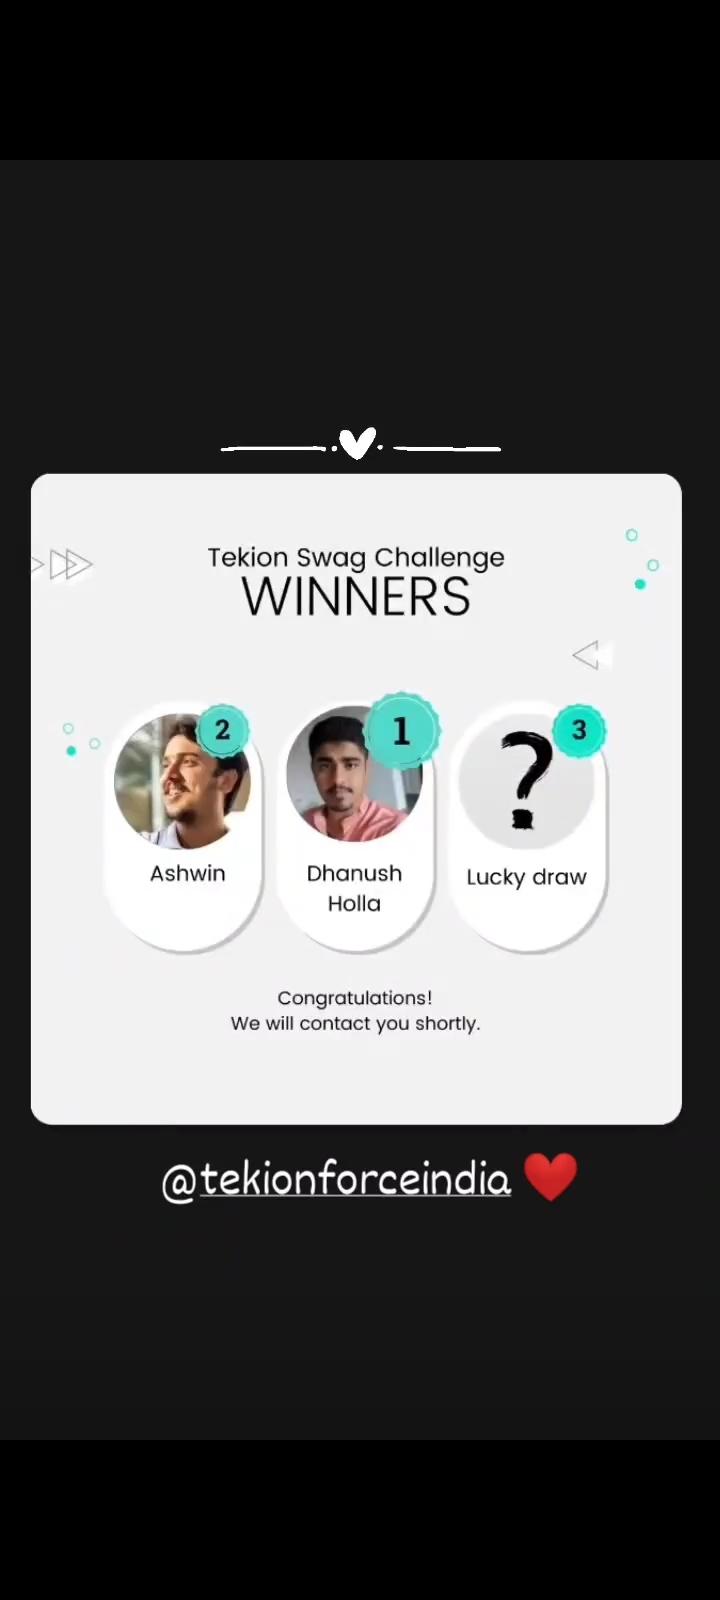 Tekion Swag Challenge
WINNERS
2
Ashwin
1
Dhanush
Holla
3
?
Lucky draw
Congratulations!
We will contact you shortly.
@tekionforceindia ❤️